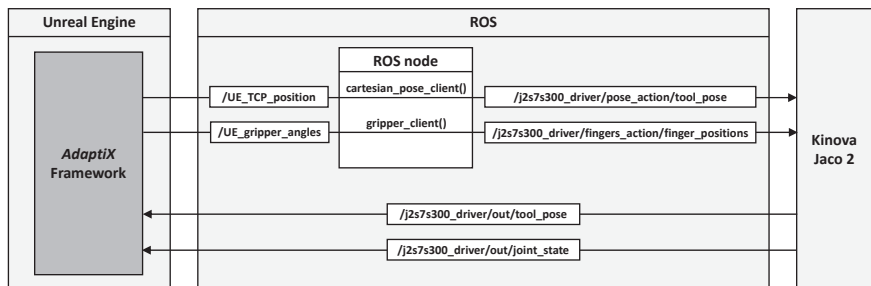 Unreal Engine
ROS
AdaptiX
Framework
/UE_TCP_position
/UE_gripper_angles
ROS node
cartesian_pose_client()
gripper_client()
/j2s7s300_driver/pose_action/tool_pose
/j2s7s300_driver/fingers_action/finger_positions
/j2s7s300_driver/out/tool_pose
/j2s7s300_driver/out/joint_state
Kinova
Jaco 2